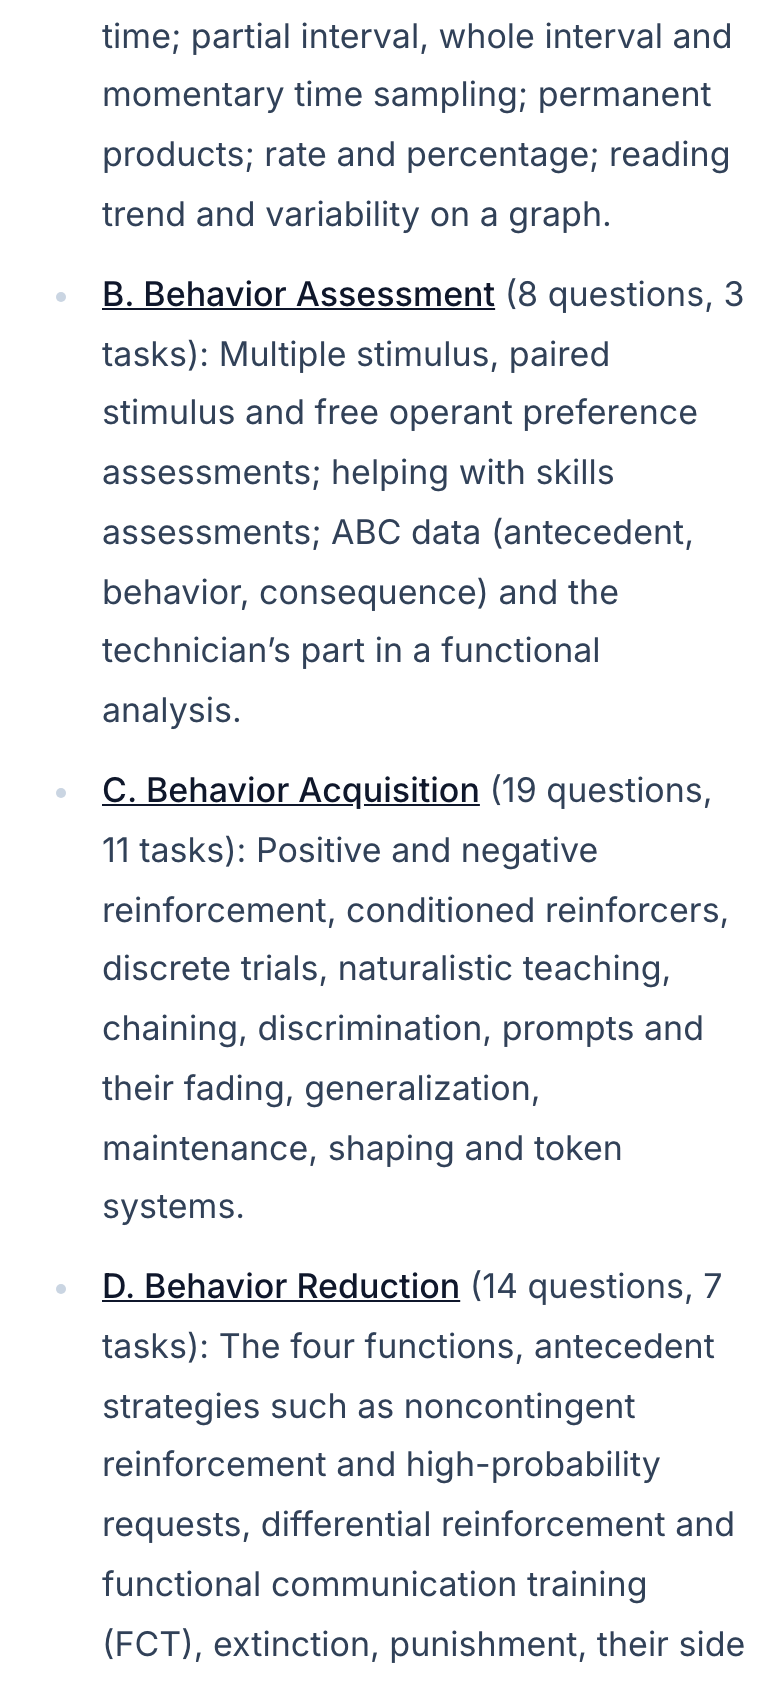 time; partial interval, whole interval and
momentary time sampling; permanent
products; rate and percentage; reading
trend and variability on a graph.
B. Behavior Assessment (8 questions, 3
tasks): Multiple stimulus, paired
stimulus and free operant preference
assessments; helping with skills
assessments; ABC data (antecedent,
behavior, consequence) and the
technician’s part in a functional
analysis.
C. Behavior Acquisition (19 questions,
11 tasks): Positive and negative
reinforcement, conditioned reinforcers,
discrete trials, naturalistic teaching,
chaining, discrimination, prompts and
their fading, generalization,
maintenance, shaping and token
systems.
D. Behavior Reduction (14 questions, 7
tasks): The four functions, antecedent
strategies such as noncontingent
reinforcement and high-probability
requests, differential reinforcement and
functional communication training
(FCT), extinction, punishment, their side